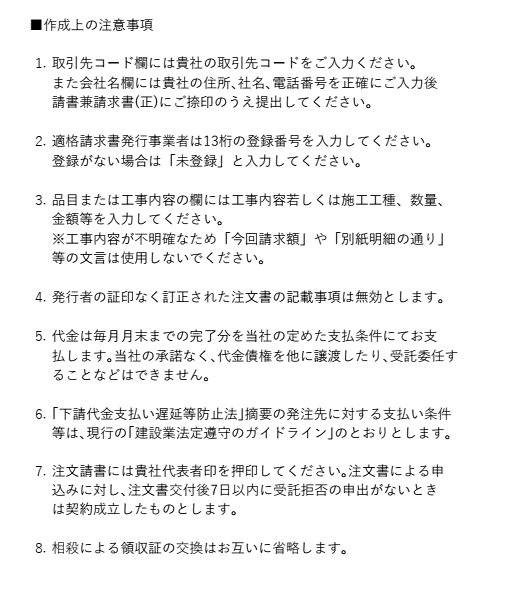 ■作成上の注意事項
1. 取引先コード欄には貴社の取引先コードをご入力ください。
また会社名欄には貴社の住所、社名、電話番号を正確にご入力後
請書兼請求書(正)にご捺印のうえ提出してください。
2. 適格請求書発行事業者は13桁の登録番号を入力してください。
登録がない場合は「未登録」と入力してください。
3. 品目または工事内容の欄には工事内容若しくは施工工種、数量、
金額等を入力してください。
※工事内容が不明確なため「今回請求額」や「別紙明細の通り」
等の文言は使用しないでください。
4. 発行者の証印なく訂正された注文書の記載事項は無効とします。
5. 代金は毎月月末までの完了分を当社の定めた支払条件にてお支
払します。当社の承諾なく、代金債権を他に譲渡したり、受託委任す
ることなどはできません。
6. 「下請代金支払い遅延等防止法」摘要の発注先に対する支払い条件
等は、現行の「建設業法定遵守のガイドライン」のとおりとします。
7. 注文請書には貴社代表者印を押印してください。注文書による申
込みに対し、注文書交付後7日以内に受託拒否の申出がないとき
は契約成立したものとします。
8. 相殺による領収証の交換はお互いに省略します。